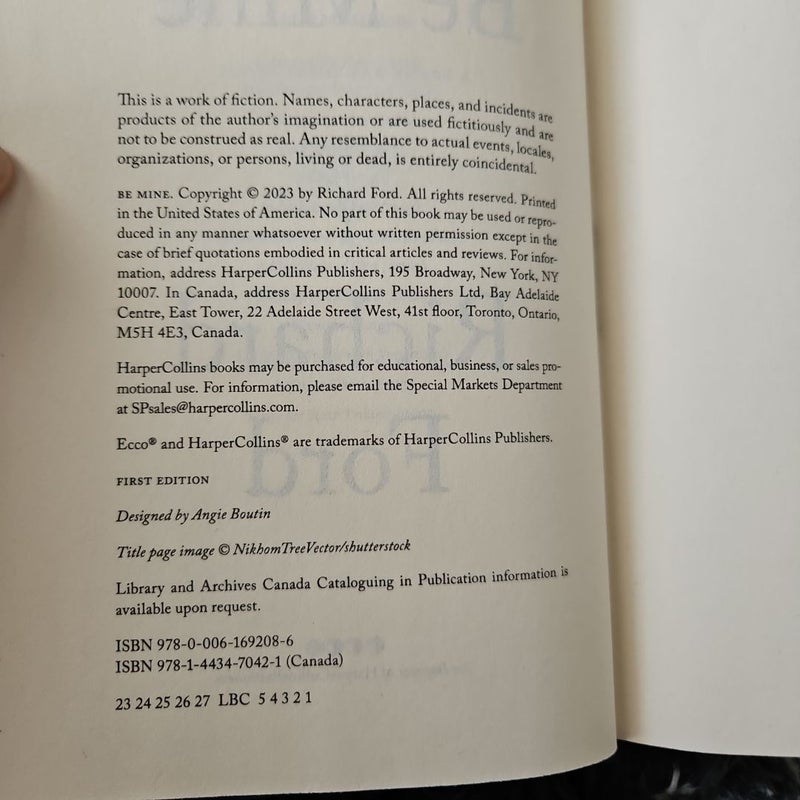 This is a work of fiction. Names, characters, places, and incidents are
products of the author's imagination or are used fictitiously and are
not to be construed as real. Any resemblance to actual events, locales,
organizations, or persons, living or dead, is entirely coincidental.
BE MINE. Copyright © 2023 by Richard Ford. All rights reserved. Printed
in the United States of America. No part of this book may be used or repro-
duced in any manner whatsoever without written permission except in the
case of brief quotations embodied in critical articles and reviews. For infor-
mation, address HarperCollins Publishers, 195 Broadway, New York, NY
10007. In Canada, address HarperCollins Publishers Ltd, Bay Adelaide
Centre, East Tower, 22 Adelaide Street West, 41st floor, Toronto, Ontario,
M5H 4E3, Canada.
HarperCollins books may be purchased for educational, business, or sales pro-
motional use. For information, please email the Special Markets Department
at SPsales@harpercollins.com.
Ecco® and HarperCollins® are trademarks of HarperCollins Publishers.
FIRST EDITION
Designed by Angie Boutin
Title page image © NikhomTreeVector/shutterstock
Library and Archives Canada Cataloguing in Publication information is
available upon request.
ISBN 978-0-006-169208-6
ISBN 978-1-4434-7042-1 (Canada)
23 24 25 26 27 LBC 5 4 3 2 1